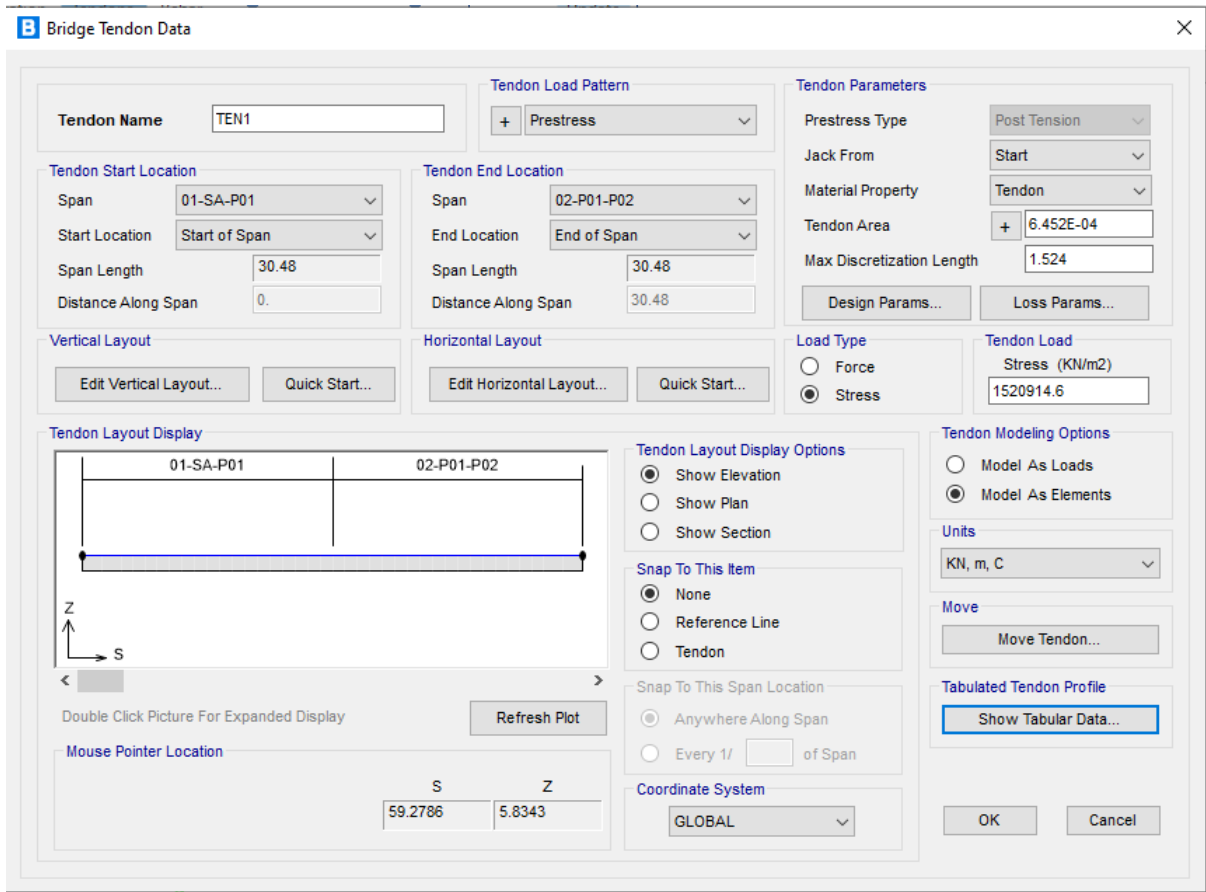 B Bridge Tendon Data
Tendon Name TEN1
Tendon Load Pattern
+ Prestress
Tendon Parameters
Prestress Type Post Tension
Jack From Start
Material Property Tendon
Tendon Area + 6.452E-04
Max Discretization Length 1.524
Design Params... Loss Params...
Tendon Start Location
Span 01-SA-P01
Start Location Start of Span
Span Length 30.48
Distance Along Span 0.
Tendon End Location
Span 02-P01-P02
End Location End of Span
Span Length 30.48
Distance Along Span 30.48
Vertical Layout
Edit Vertical Layout... Quick Start...
Horizontal Layout
Edit Horizontal Layout... Quick Start...
Load Type
Force
Stress
Tendon Load
Stress (KN/m2)
1520914.6
Tendon Layout Display
01-SA-P01 02-P01-P02
Z
S
Double Click Picture For Expanded Display Refresh Plot
Mouse Pointer Location
S Z
59.2786 5.8343
Tendon Layout Display Options
Show Elevation
Show Plan
Show Section
Snap To This Item
None
Reference Line
Tendon
Snap To This Span Location
Anywhere Along Span
Every 1/ of Span
Coordinate System
GLOBAL
Tendon Modeling Options
Model As Loads
Model As Elements
Units
KN, m, C
Move
Move Tendon...
Tabulated Tendon Profile
Show Tabular Data...
OK Cancel